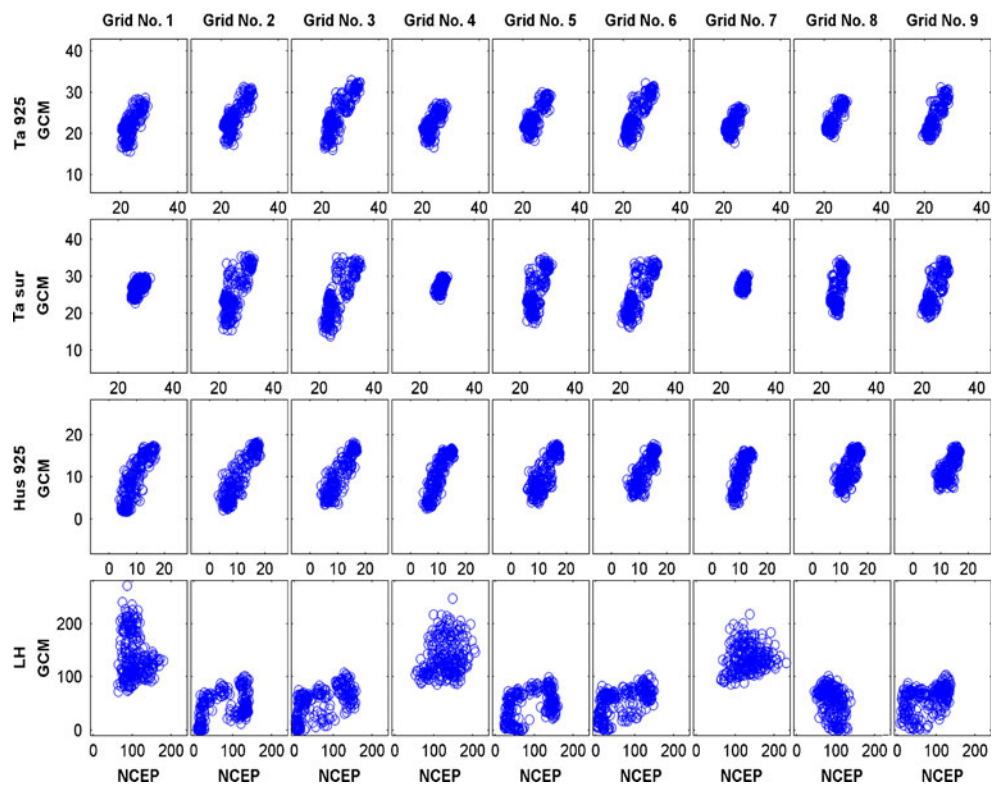 Grid No. 1 Grid No. 2 Grid No. 3 Grid No. 4 Grid No. 5 Grid No. 6 Grid No. 7 Grid No. 8 Grid No. 9
Ta 925
GCM
40
30
20
10
20 40 20 40 20 40 20 40 20 40 20 40 20 40 20 40 20 40
Ta sur
GCM
40
30
20
10
20 40 20 40 20 40 20 40 20 40 20 40 20 40 20 40 20 40
Hus 925
GCM
20
10
0
0 10 20 0 10 20 0 10 20 0 10 20 0 10 20 0 10 20 0 10 20 0 10 20 0 10 20
LH
GCM
200
100
0
0 100 200 0 100 200 0 100 200 0 100 200 0 100 200 0 100 200 0 100 200 0 100 200 0 100 200
NCEP NCEP NCEP NCEP NCEP NCEP NCEP NCEP NCEP